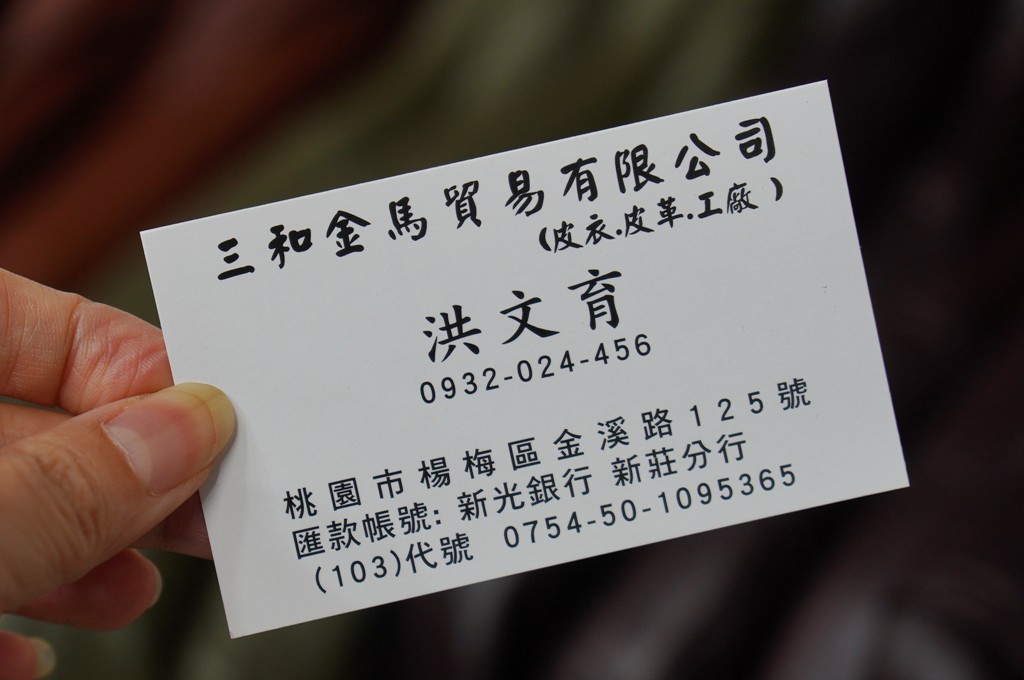 三和金馬貿易有限公司
(皮衣.皮革.工廠)
洪文育
0932-024-456
桃園市楊梅區金溪路125號
匯款帳號: 新光銀行 新莊分行
(103)代號 0754-50-1095365